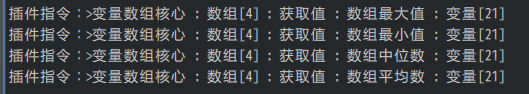 插件指令：>变量数组核心 : 数组[4] : 获取值 : 数组最大值 : 变量[21]
插件指令：>变量数组核心 : 数组[4] : 获取值 : 数组最小值 : 变量[21]
插件指令：>变量数组核心 : 数组[4] : 获取值 : 数组中位数 : 变量[21]
插件指令：>变量数组核心 : 数组[4] : 获取值 : 数组平均数 : 变量[21]